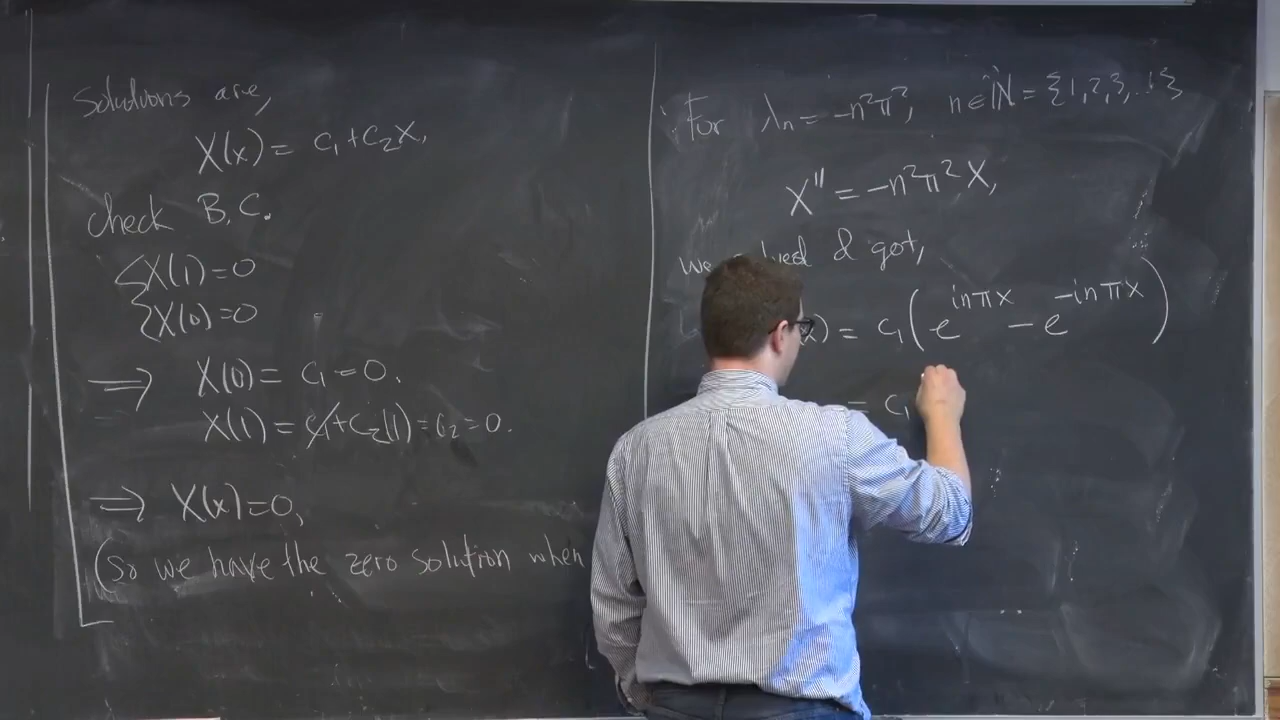 Solutions are,
X(x) = c₁+c₂x,
check B.C.
{X(1)=0
{X(0)=0
⟹ X(0) = c₁ = 0.
X(1) = c₁+c₂(1) = c₂ = 0.
⟹ X(x)=0,
(So we have the zero solution when
For λₙ = -n²π², n∈ℕ = {1,2,3,...}
X'' = -n²π²X,
we solved & got,
x) = c₁(e^{inπx} - e^{-inπx})
= c₁